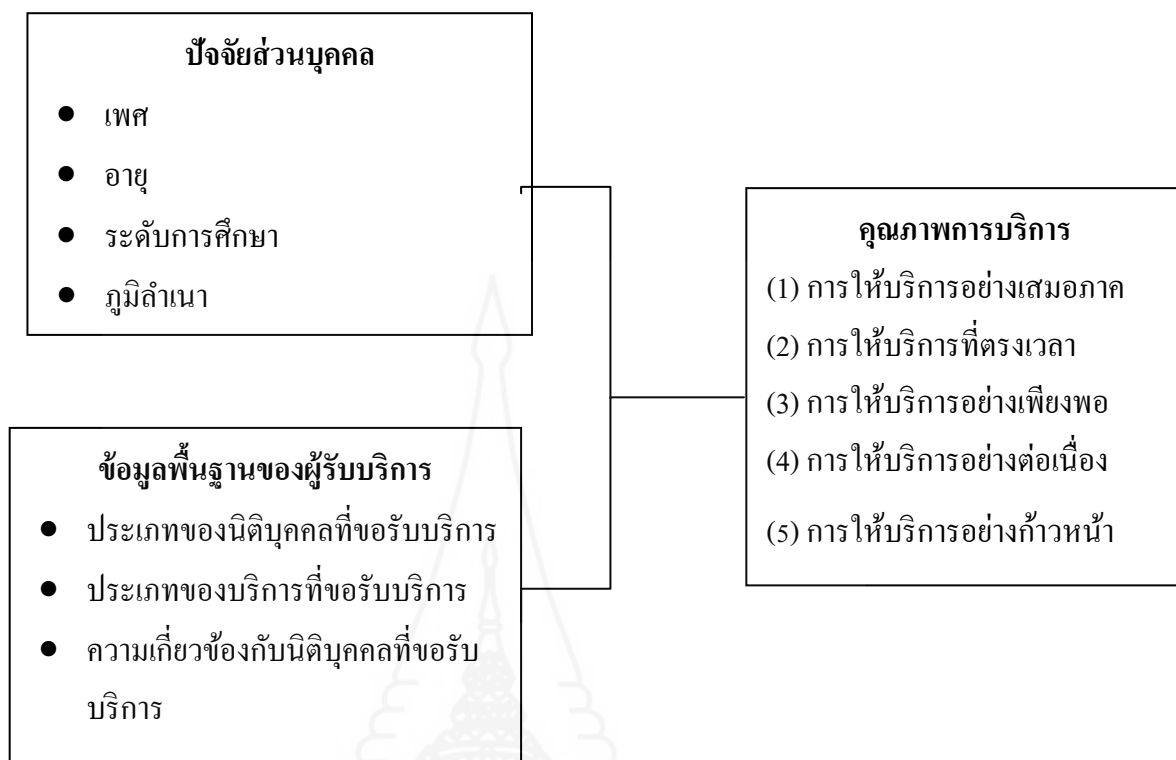 ปัจจัยส่วนบุคคล
● เพศ
● อายุ
● ระดับการศึกษา
● ภูมิลำเนา
ข้อมูลพื้นฐานของผู้รับบริการ
● ประเภทของนิติบุคคลที่ขอรับบริการ
● ประเภทของบริการที่ขอรับบริการ
● ความเกี่ยวข้องกับนิติบุคคลที่ขอรับ
บริการ
คุณภาพการบริการ
(1) การให้บริการอย่างเสมอภาค
(2) การให้บริการที่ตรงเวลา
(3) การให้บริการอย่างเพียงพอ
(4) การให้บริการอย่างต่อเนื่อง
(5) การให้บริการอย่างก้าวหน้า